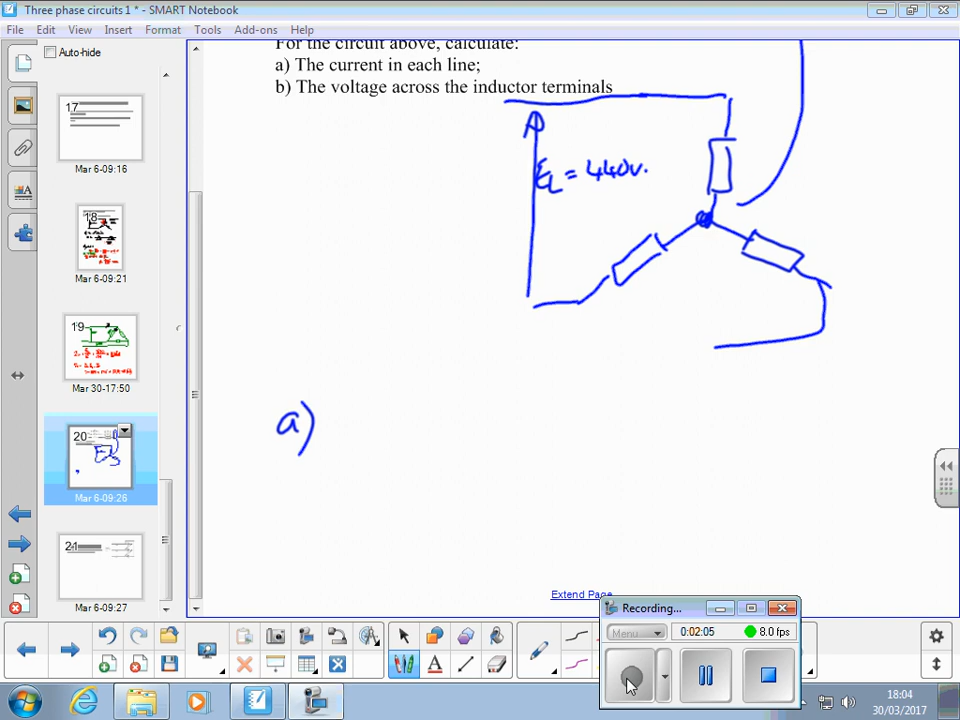 Three phase circuits 1 * - SMART Notebook
File Edit View Insert Format Tools Add-ons Help
Auto-hide
For the circuit above, calculate:
a) The current in each line;
b) The voltage across the inductor terminals
EL = 440v.
a)
17
Mar 6-09:16
18
Mar 6-09:21
19
Mar 30-17:50
20
Mar 6-09:26
21
Mar 6-09:27
Extend Page
Recording...
Menu
0:02:05
8.0 fps
18:04
30/03/2017